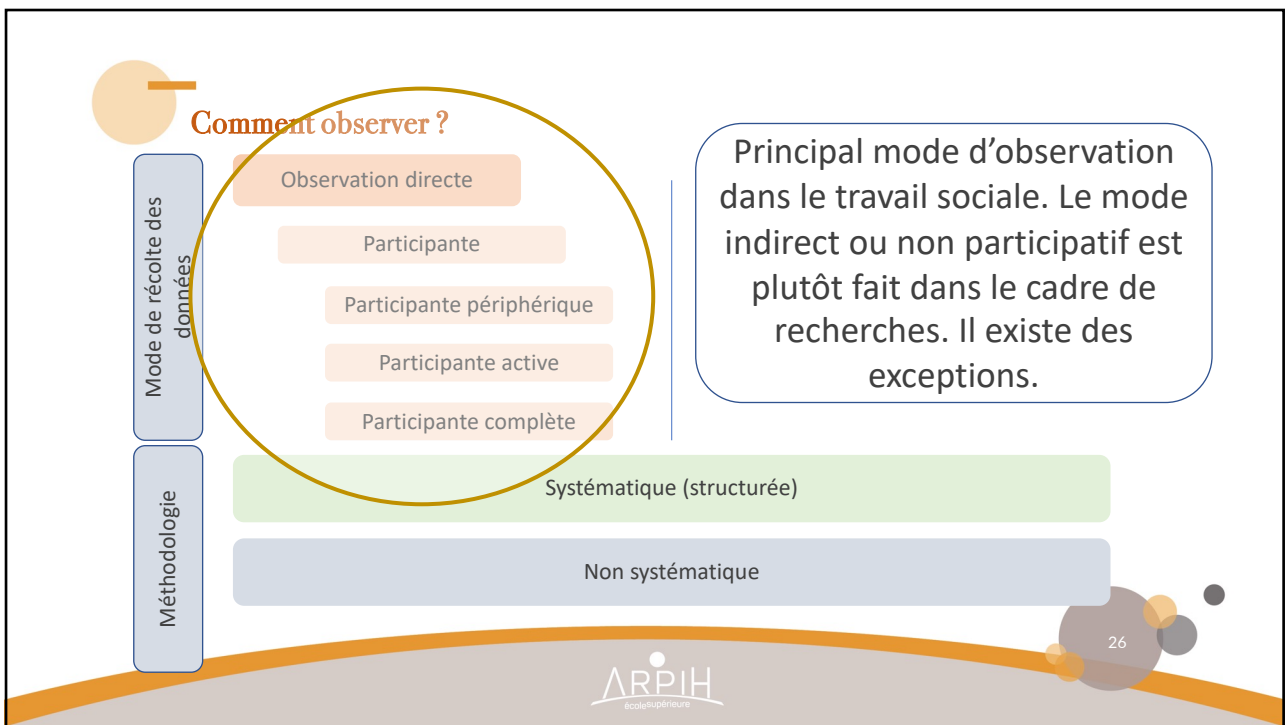 Comment observer ?
Mode de récolte des
données
Observation directe
Participante
Participante périphérique
Participante active
Participante complète
Principal mode d’observation
dans le travail sociale. Le mode
indirect ou non participatif est
plutôt fait dans le cadre de
recherches. Il existe des
exceptions.
Méthodologie
Systématique (structurée)
Non systématique
26
ARPIH
école supérieure